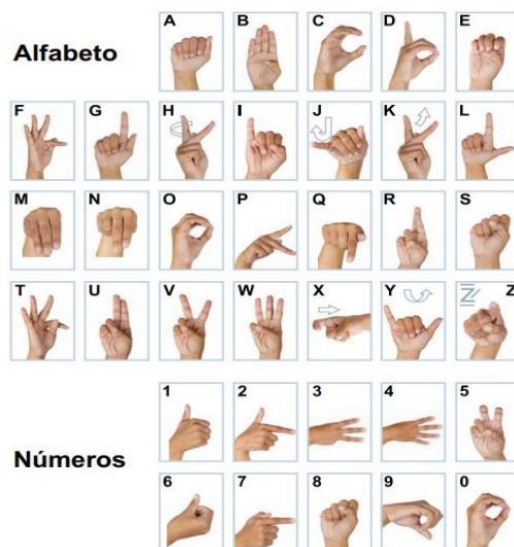 Alfabeto
A B C D E
F G H I J K L
M N O P Q R S
T U V W X Y Z
1 2 3 4 5
Números
6 7 8 9 0